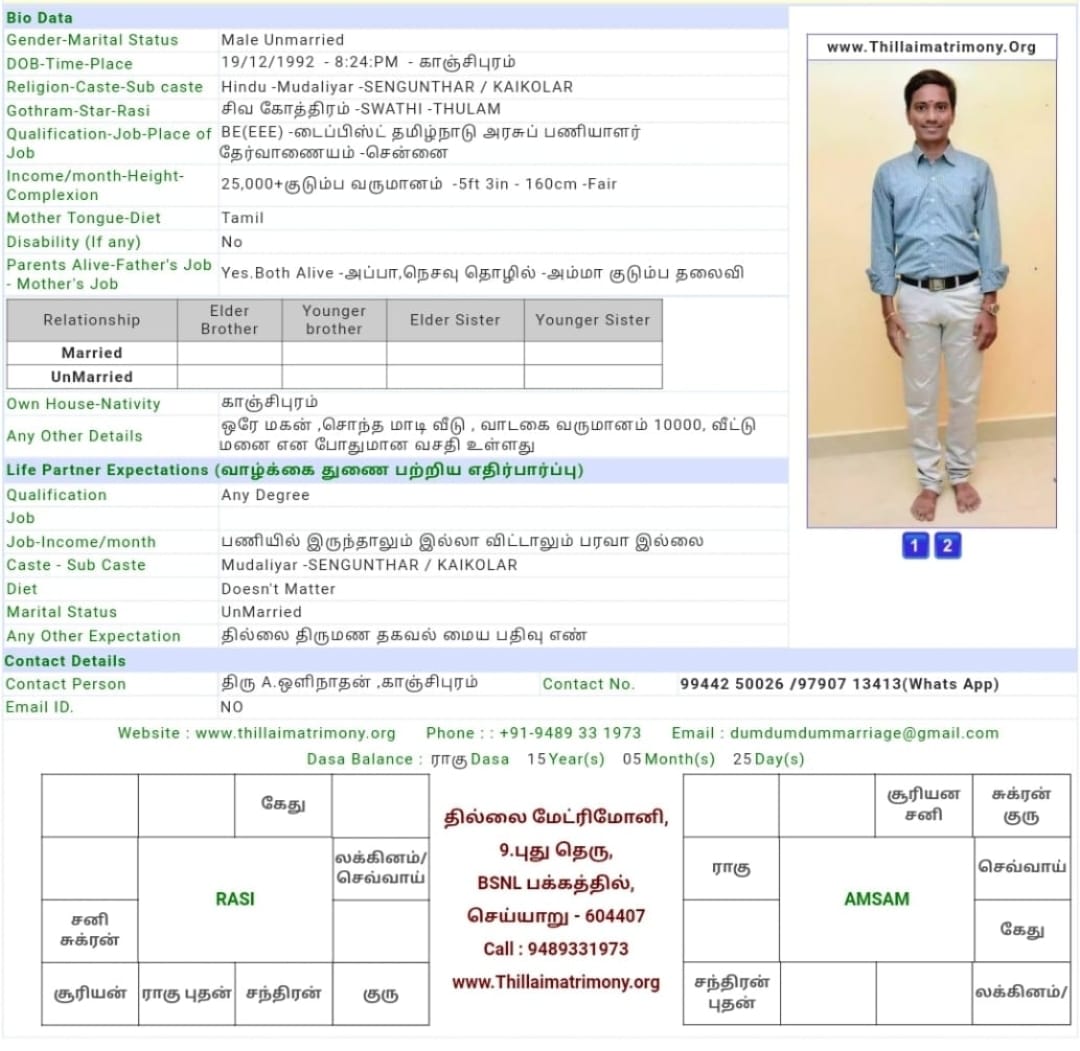 Bio Data
Gender-Marital Status Male Unmarried
DOB-Time-Place 19/12/1992 - 8:24:PM - காஞ்சிபுரம்
Religion-Caste-Sub caste Hindu -Mudaliyar -SENGUNTHAR / KAIKOLAR
Gothram-Star-Rasi சிவ கோத்திரம் -SWATHI -THULAM
Qualification-Job-Place of Job BE(EEE) -டைப்பிஸ்ட் தமிழ்நாடு அரசுப் பணியாளர்
தேர்வாணையம் -சென்னை
Income/month-Height-
Complexion 25,000+குடும்ப வருமானம் -5ft 3in - 160cm -Fair
Mother Tongue-Diet Tamil
Disability (If any) No
Parents Alive-Father's Job
- Mother's Job Yes.Both Alive -அப்பா,நெசவு தொழில் -அம்மா குடும்ப தலைவி
Relationship Elder Brother Younger brother Elder Sister Younger Sister
Married
UnMarried
Own House-Nativity காஞ்சிபுரம்
Any Other Details ஒரே மகன் ,சொந்த மாடி வீடு , வாடகை வருமானம் 10000, வீட்டு
மனை என போதுமான வசதி உள்ளது
Life Partner Expectations (வாழ்க்கை துணை பற்றிய எதிர்பார்ப்பு)
Qualification Any Degree
Job
Job-Income/month பணியில் இருந்தாலும் இல்லா விட்டாலும் பரவா இல்லை
Caste - Sub Caste Mudaliyar -SENGUNTHAR / KAIKOLAR
Diet Doesn't Matter
Marital Status UnMarried
Any Other Expectation தில்லை திருமண தகவல் மைய பதிவு எண்
www.Thillaimatrimony.Org
1 2
Contact Details
Contact Person திரு A.ஒளிநாதன் ,காஞ்சிபுரம் Contact No. 99442 50026 /97907 13413(Whats App)
Email ID. NO
Website : www.thillaimatrimony.org Phone : : +91-9489 33 1973 Email : dumdumdummarriage@gmail.com
Dasa Balance : ராகு Dasa 15 Year(s) 05 Month(s) 25 Day(s)
கேது
லக்கினம்/
செவ்வாய்
RASI
சனி
சுக்ரன்
சூரியன் ராகு புதன் சந்திரன் குரு
தில்லை மேட்ரிமோனி,
9.புது தெரு,
BSNL பக்கத்தில்,
செய்யாறு - 604407
Call : 9489331973
www.Thillaimatrimony.org
சூரியன
சனி
சுக்ரன்
குரு
ராகு
செவ்வாய்
AMSAM
கேது
சந்திரன்
புதன்
லக்கினம்/